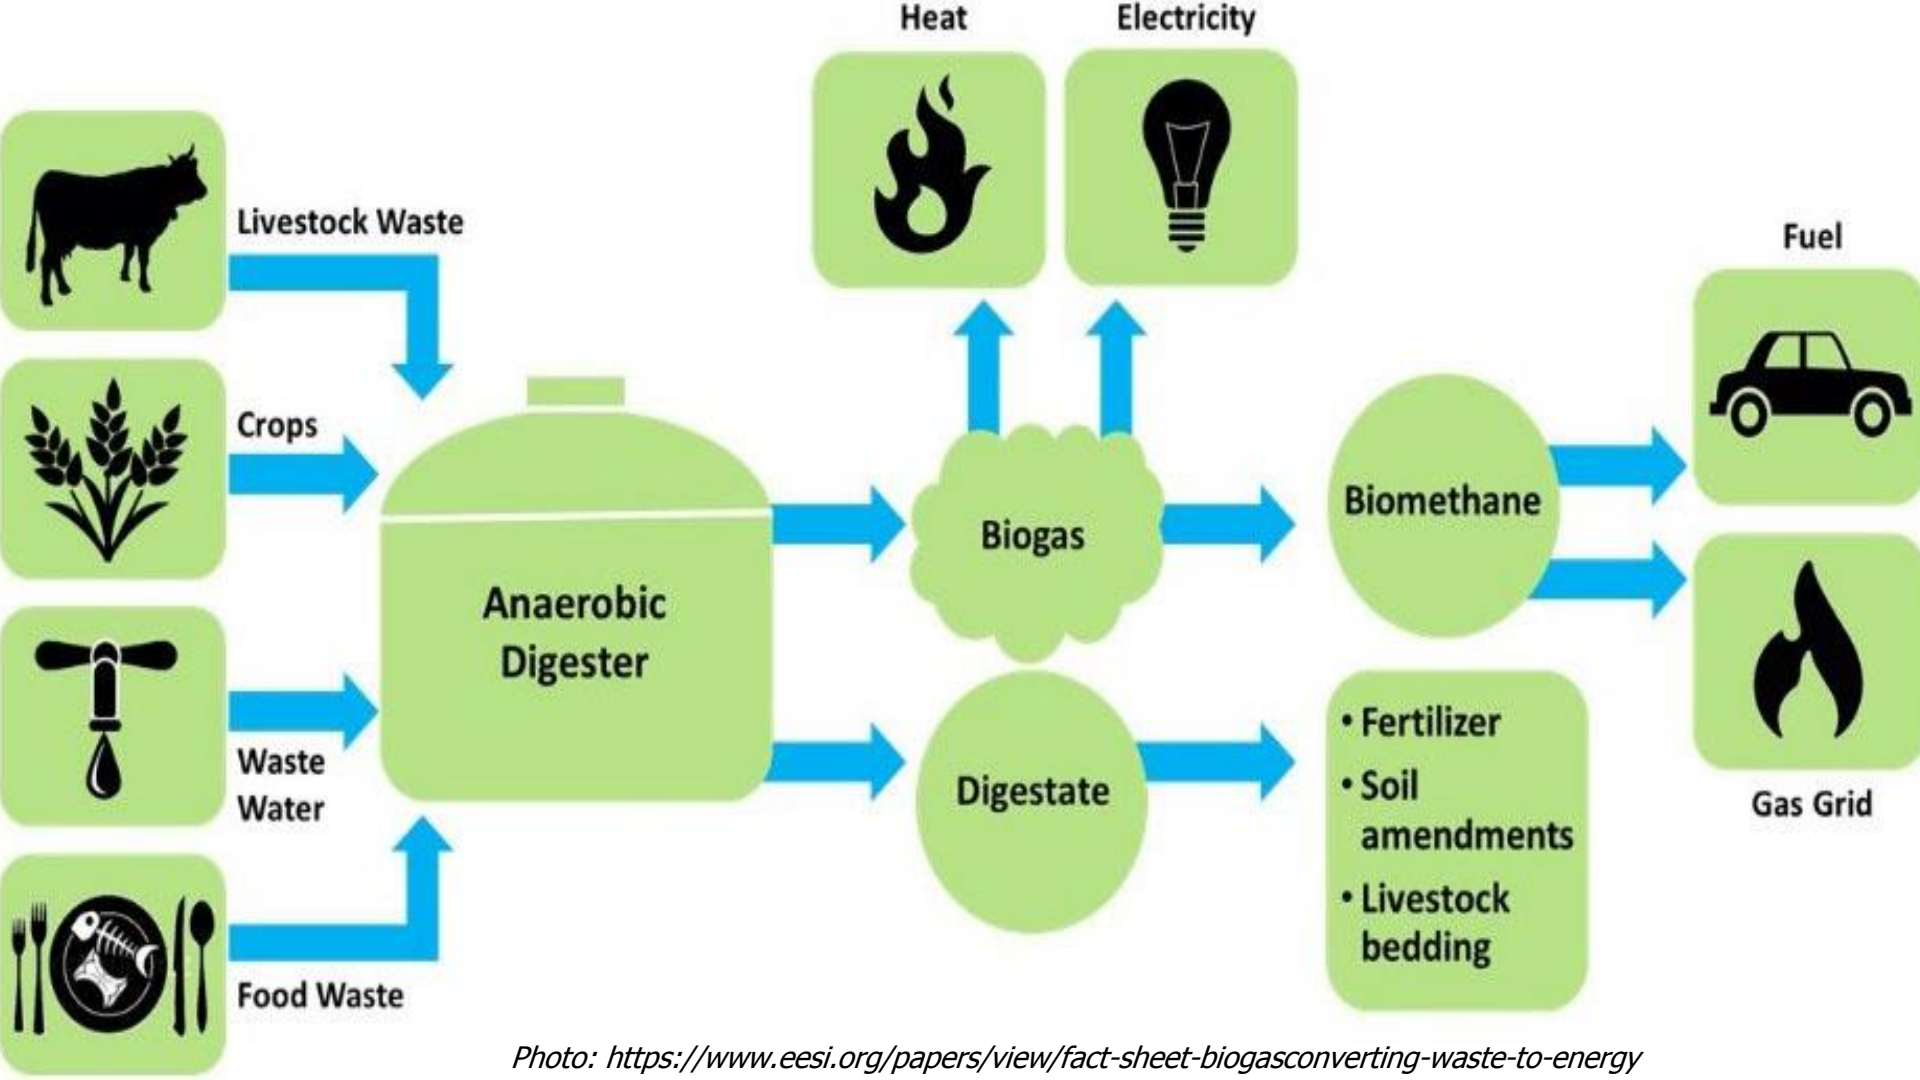 Heat
Electricity
Livestock Waste
Fuel
Crops
Biomethane
Biogas
Anaerobic
Digester
Waste
Water
Digestate
• Fertilizer
• Soil
amendments
• Livestock
bedding
Gas Grid
Food Waste
Photo: https://www.eesi.org/papers/view/fact-sheet-biogasconverting-waste-to-energy